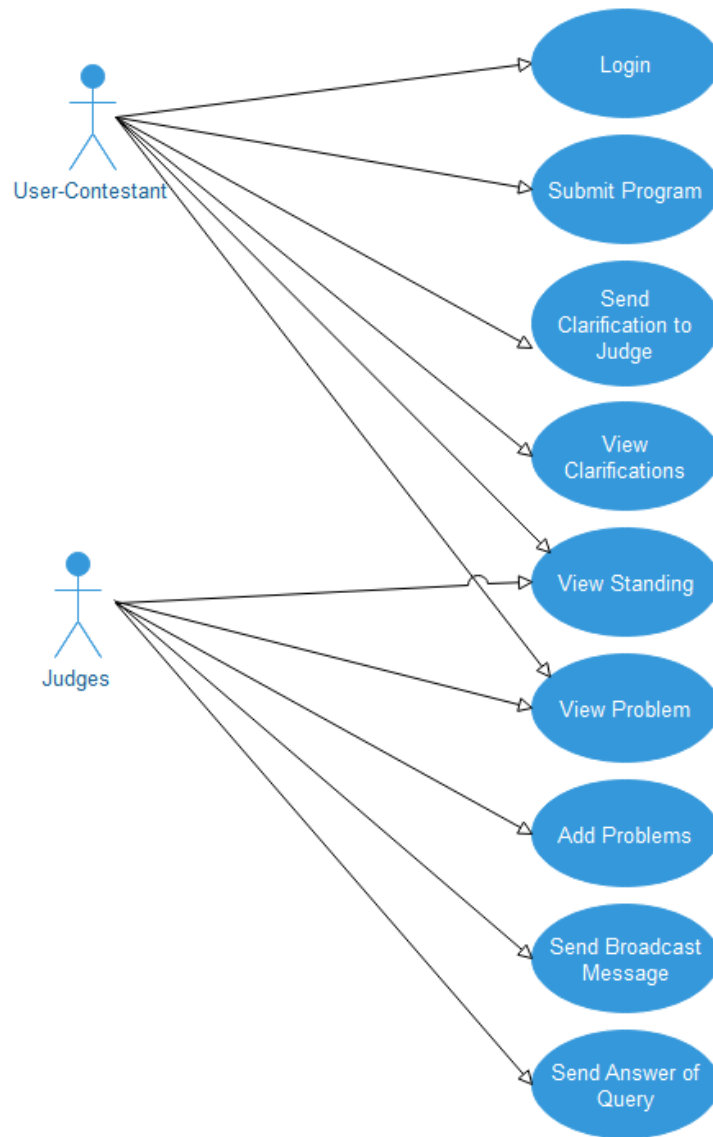 Login
User-Contestant
Submit Program
Send
Clarification to
Judge
View
Clarifications
View Standing
Judges
View Problem
Add Problems
Send Broadcast
Message
Send Answer of
Query